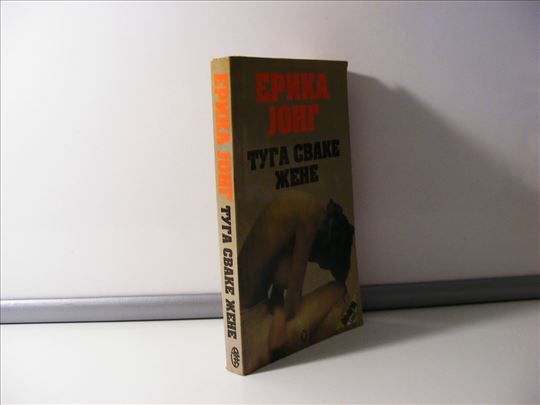 ЕРИКА ЈОНГ ТУГА СВАКЕ ЖЕНЕ
ЕРИКА
ЈОНГ
ТУГА СВАКЕ
ЖЕНЕ